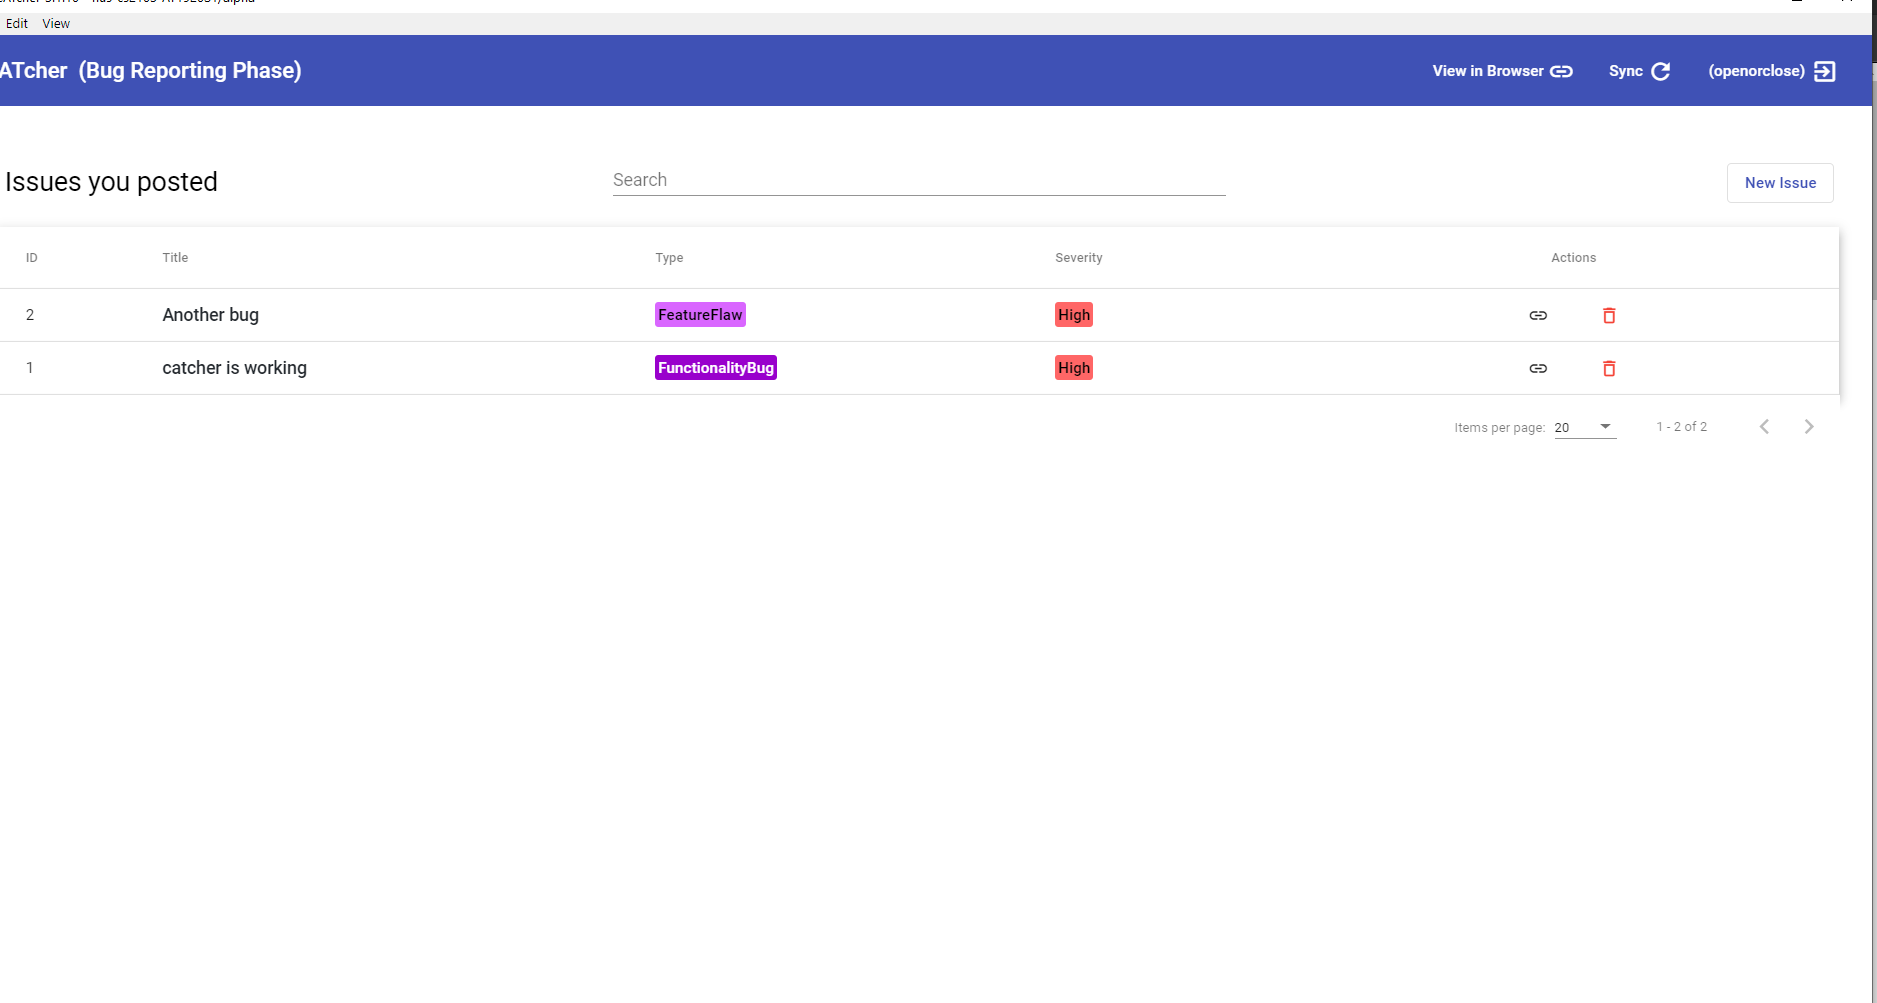 Edit View
ATcher (Bug Reporting Phase)
View in Browser Sync (openorclose)
Issues you posted
Search
New Issue
ID Title Type Severity Actions
2 Another bug FeatureFlaw High
1 catcher is working FunctionalityBug High
Items per page: 20 1 - 2 of 2